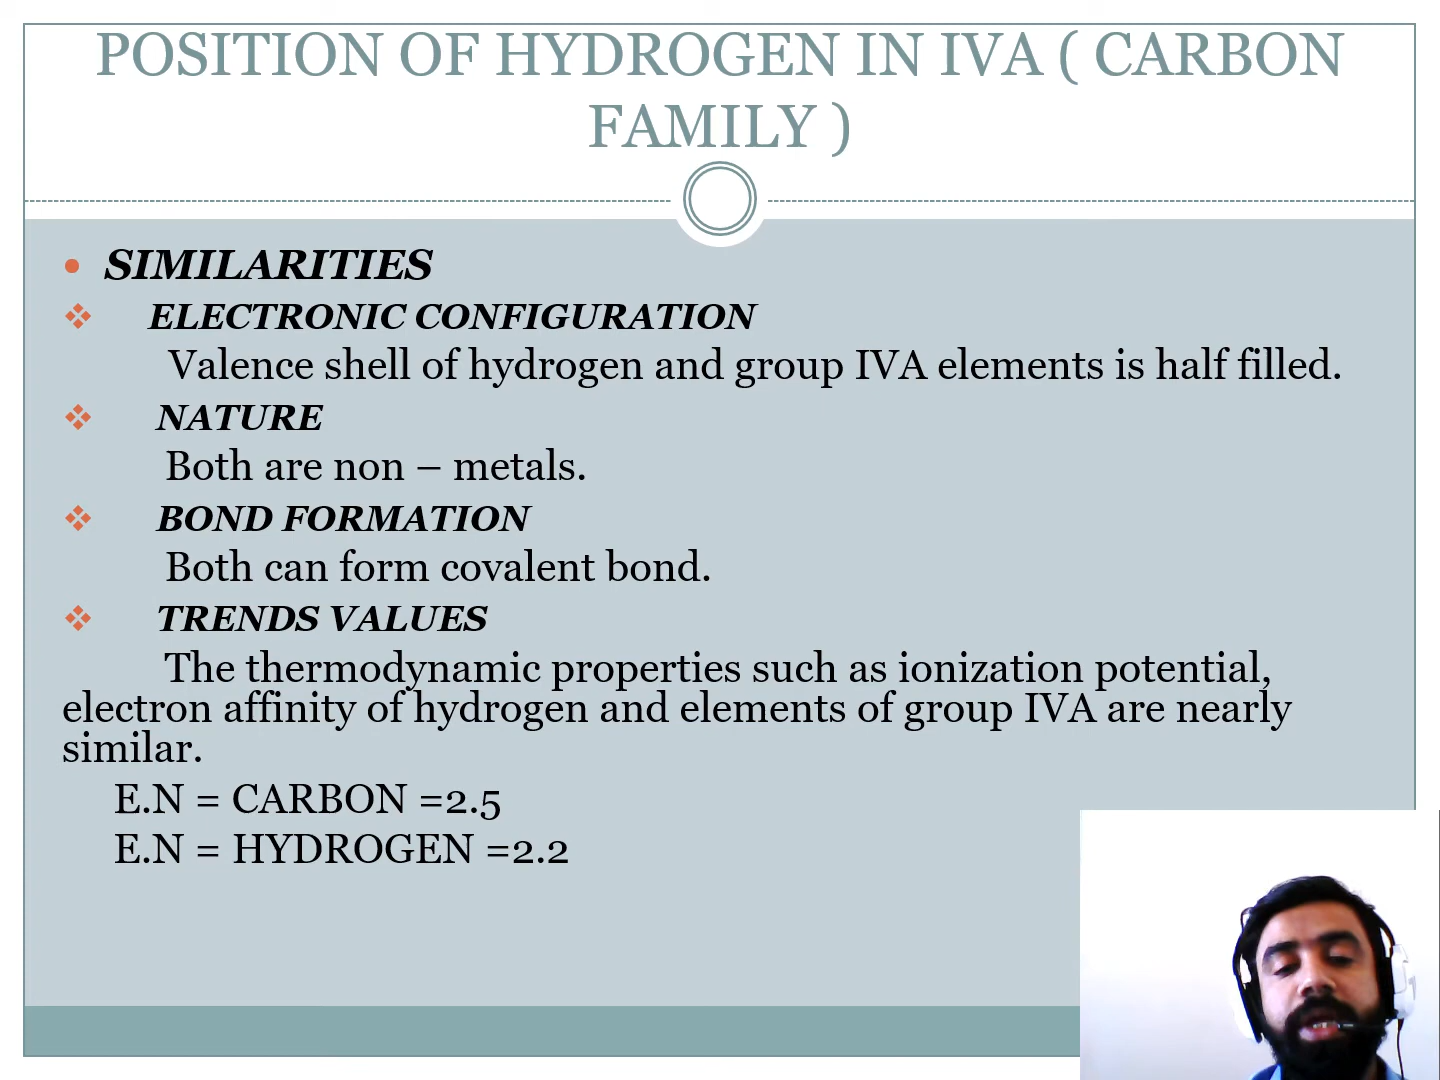 POSITION OF HYDROGEN IN IVA ( CARBON
FAMILY )
SIMILARITIES
ELECTRONIC CONFIGURATION
Valence shell of hydrogen and group IVA elements is half filled.
NATURE
Both are non – metals.
BOND FORMATION
Both can form covalent bond.
TRENDS VALUES
The thermodynamic properties such as ionization potential,
electron affinity of hydrogen and elements of group IVA are nearly
similar.
E.N = CARBON =2.5
E.N = HYDROGEN =2.2